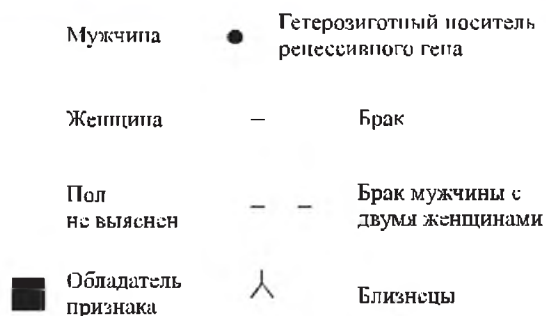 Мужчина
Гетерозиготный носитель
рецессивного гена
Женщина
Брак
Пол
не выяснен
Брак мужчины с
двумя женщинами
Обладатель
признака
Близнецы